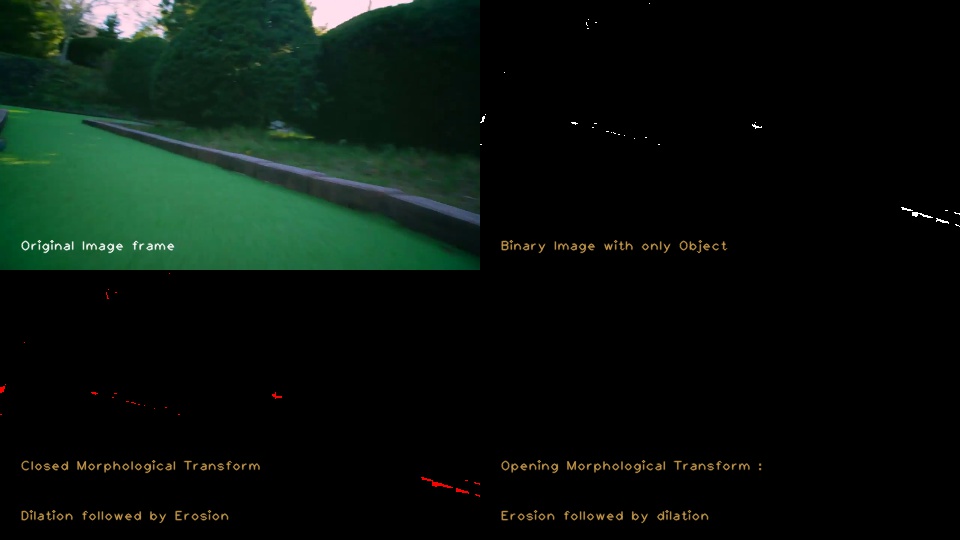 Original Image frame
Binary Image with only Object
Closed Morphological Transform
Dilation followed by Erosion
Opening Morphological Transform :
Erosion followed by dilation